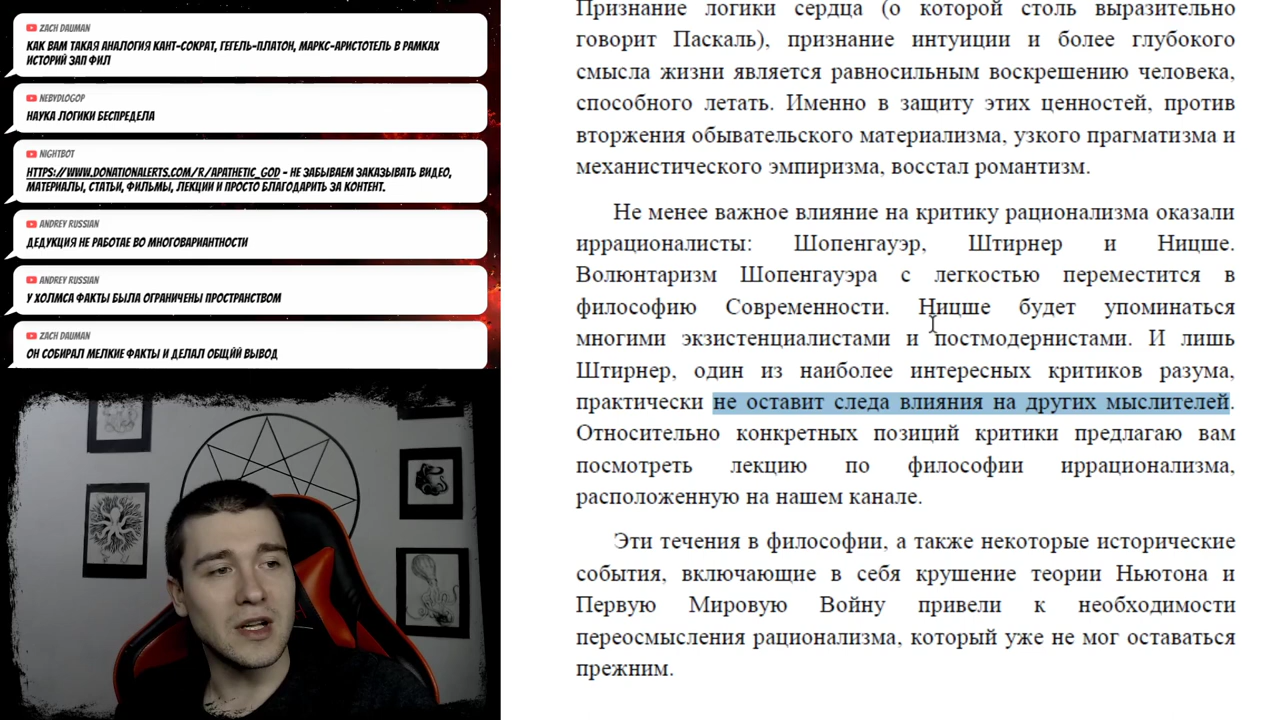 ZACH DAUMAN
КАК ВАМ ТАКАЯ АНАЛОГИЯ КАНТ-СОКРАТ, ГЕГЕЛЬ-ПЛАТОН, МАРКС-АРИСТОТЕЛЬ В РАМКАХ
ИСТОРИЙ ЗАП ФИЛ
NEBYDLOGOP
НАУКА ЛОГИКИ БЕСПРЕДЕЛА
NIGHTBOT
HTTPS://WWW.DONATIONALERTS.COM/R/APATHETIC_GOD - НЕ ЗАБЫВАЕМ ЗАКАЗЫВАТЬ ВИДЕО,
МАТЕРИАЛЫ, СТАТЬИ, ФИЛЬМЫ, ЛЕКЦИИ И ПРОСТО БЛАГОДАРИТЬ ЗА КОНТЕНТ.
ANDREY RUSSIAN
ДЕДУКЦИЯ НЕ РАБОТАЕ ВО МНОГОВАРИАНТНОСТИ
ANDREY RUSSIAN
У ХОЛМСА ФАКТЫ БЫЛА ОГРАНИЧЕНЫ ПРОСТРАНСТВОМ
ZACH DAUMAN
ОН СОБИРАЛ МЕЛКИЕ ФАКТЫ И ДЕЛАЛ ОБЩЙЙ ВЫВОД
Признание логики сердца (о которой столь выразительно
говорит Паскаль), признание интуиции и более глубокого
смысла жизни является равносильным воскрешению человека,
способного летать. Именно в защиту этих ценностей, против
вторжения обывательского материализма, узкого прагматизма и
механистического эмпиризма, восстал романтизм.
Не менее важное влияние на критику рационализма оказали
иррационалисты: Шопенгауэр, Штирнер и Ницше.
Волюнтаризм Шопенгауэра с легкостью переместится в
философию Современности. Ницше будет упоминаться
многими экзистенциалистами и постмодернистами. И лишь
Штирнер, один из наиболее интересных критиков разума,
практически не оставит следа влияния на других мыслителей.
Относительно конкретных позиций критики предлагаю вам
посмотреть лекцию по философии иррационализма,
расположенную на нашем канале.
Эти течения в философии, а также некоторые исторические
события, включающие в себя крушение теории Ньютона и
Первую Мировую Войну привели к необходимости
переосмысления рационализма, который уже не мог оставаться
прежним.